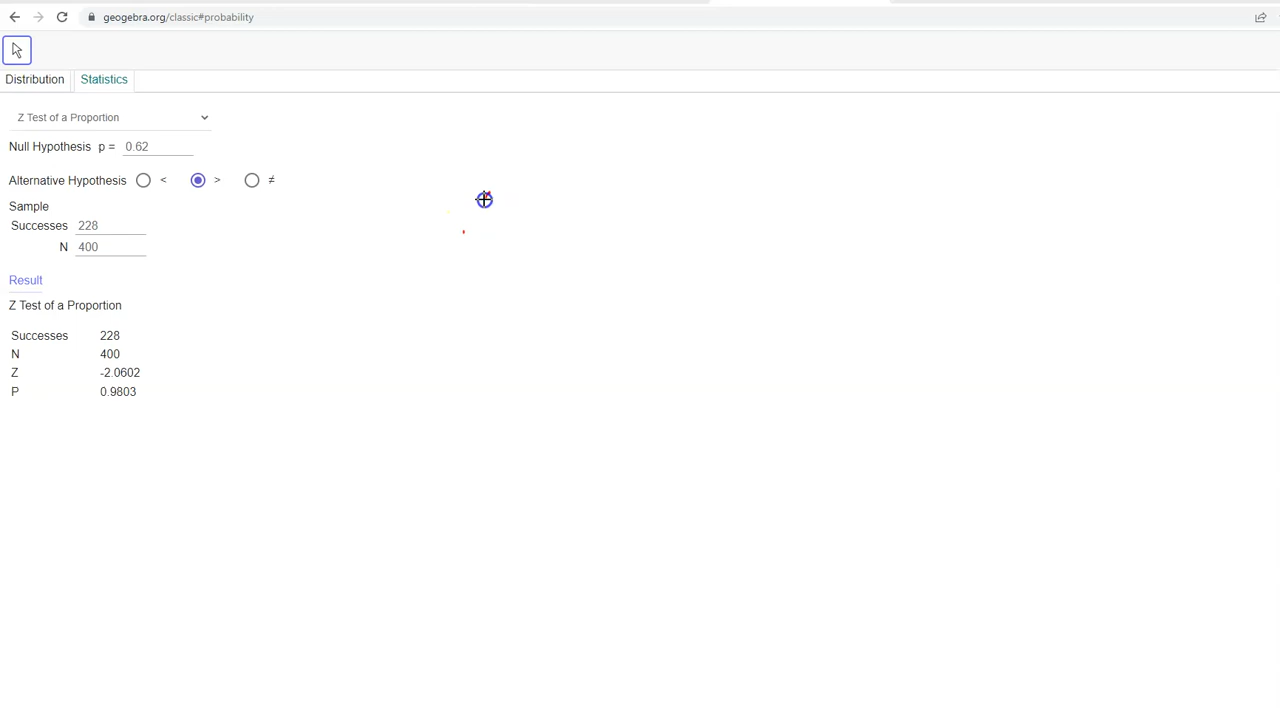 geogebra.org/classic#probability
Distribution Statistics
Z Test of a Proportion
Null Hypothesis p = 0.62
Alternative Hypothesis < > ≠
Sample
Successes 228
N 400
Result
Z Test of a Proportion
Successes 228
N 400
Z -2.0602
P 0.9803